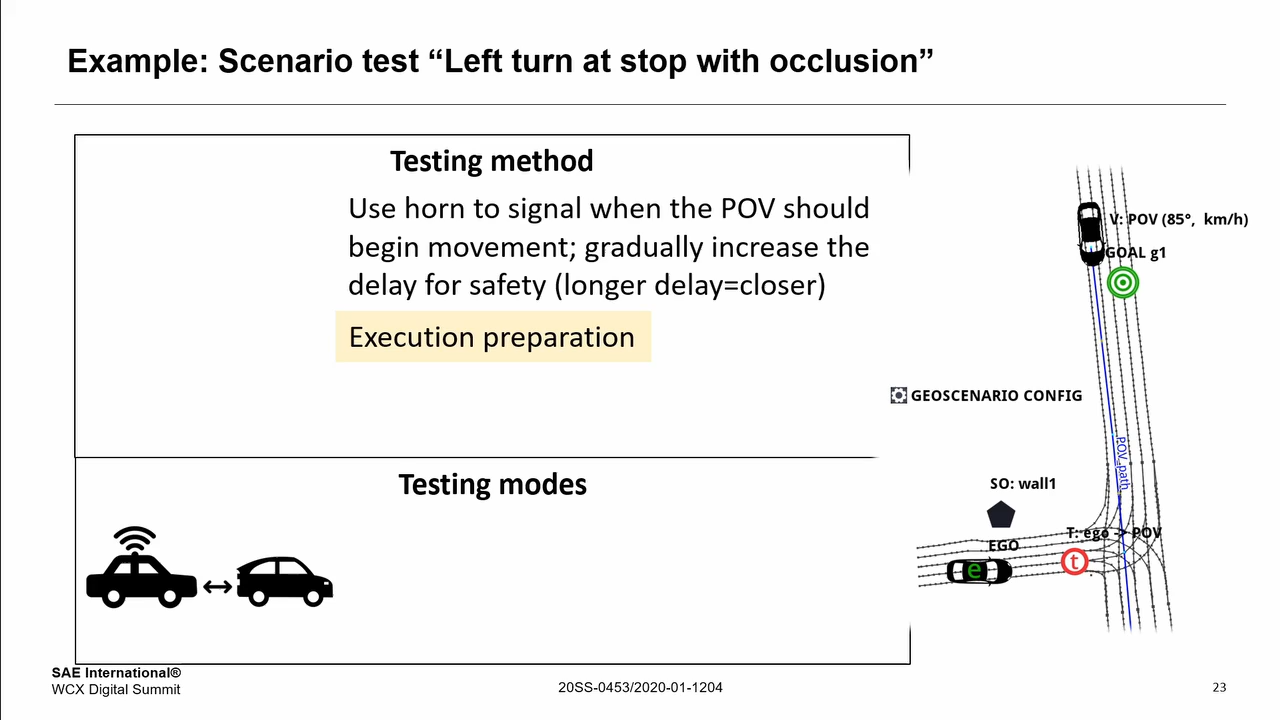 Example: Scenario test “Left turn at stop with occlusion”
Testing method
Use horn to signal when the POV should
begin movement; gradually increase the
delay for safety (longer delay=closer)
Execution preparation
Testing modes
V: POV (85°, km/h)
GOAL g1
GEOSCENARIO CONFIG
POV_path
SO: wall1
T: ego -> POV
EGO
e
t
SAE International®
WCX Digital Summit
20SS-0453/2020-01-1204
23